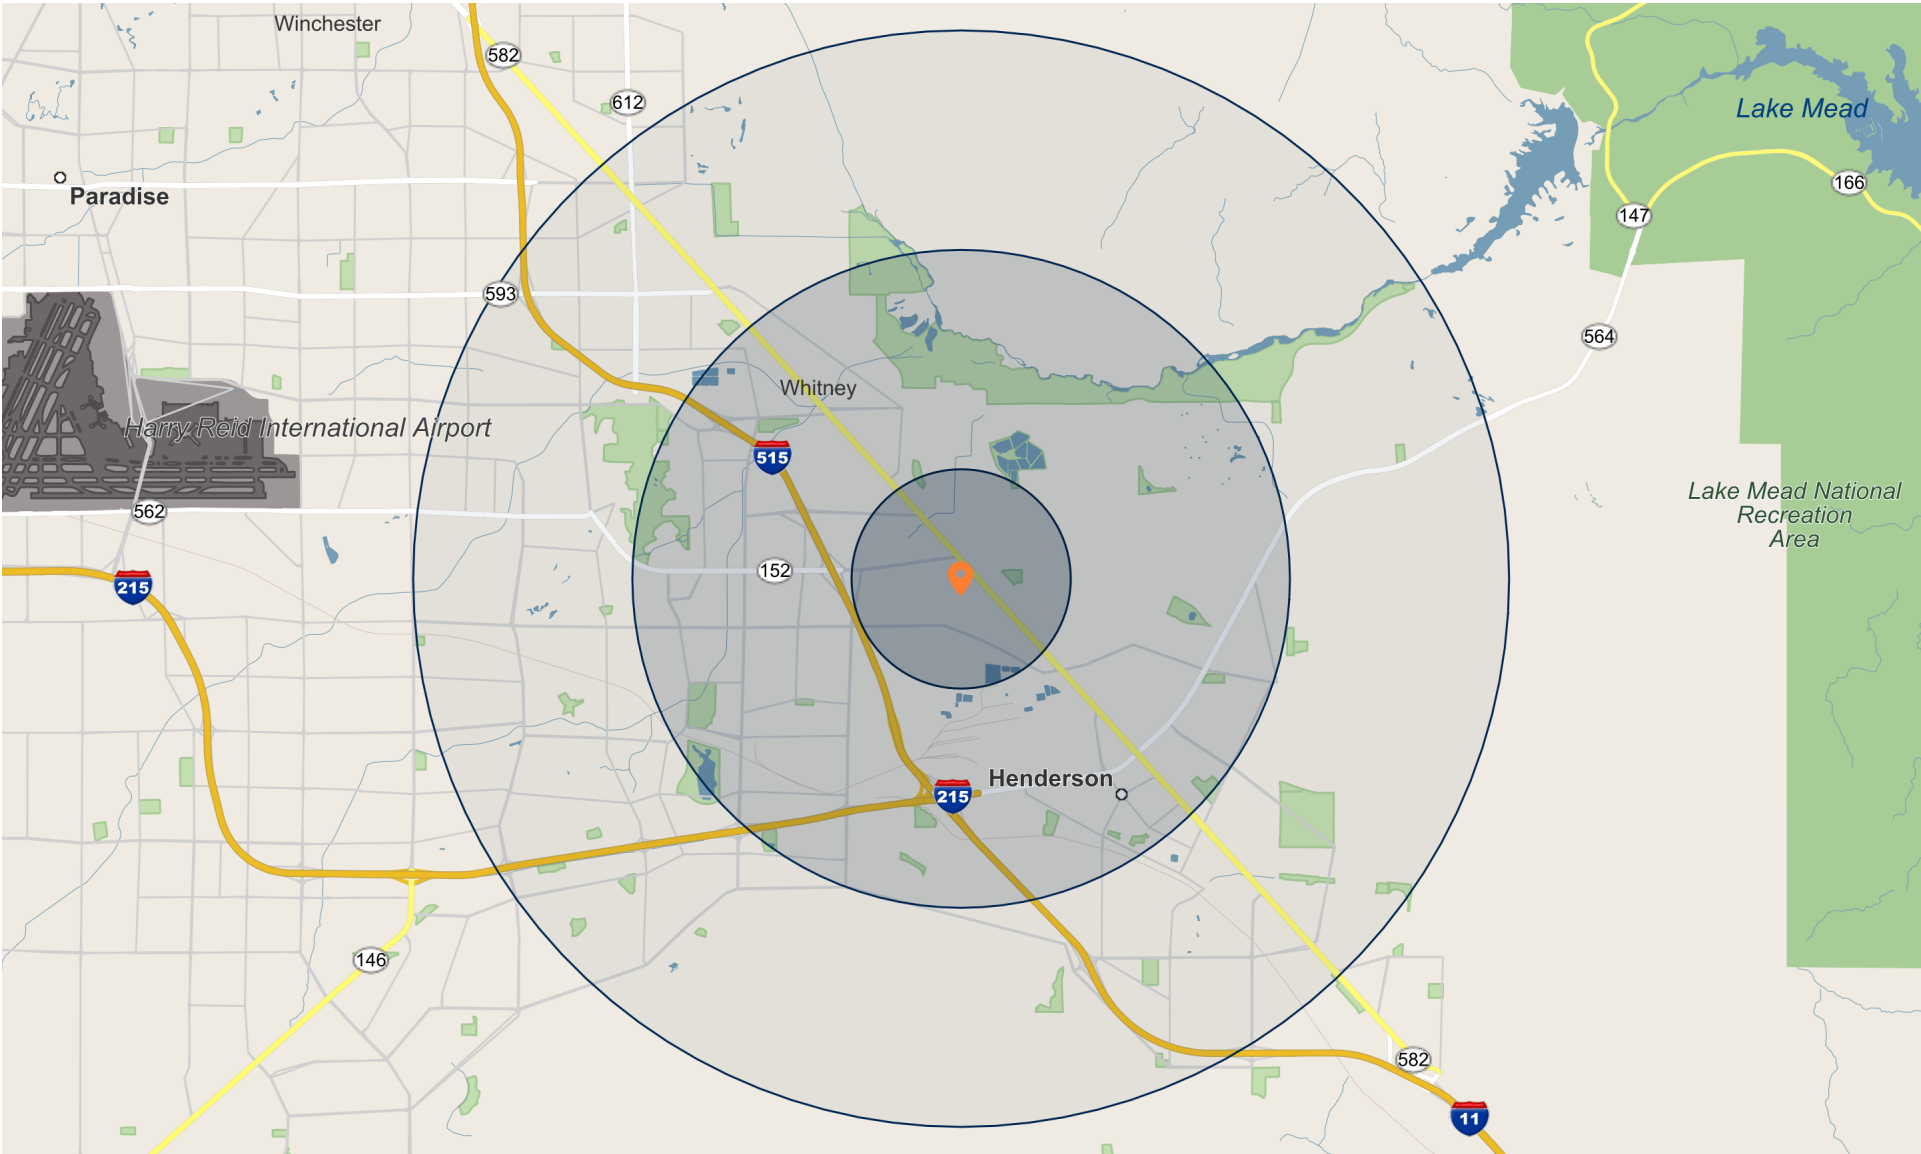 Winchester
582
612
Lake Mead
166
Paradise
147
593
564
Whitney
Harry Reid International Airport
515
Lake Mead National
Recreation
Area
562
152
215
Henderson
215
146
582
11